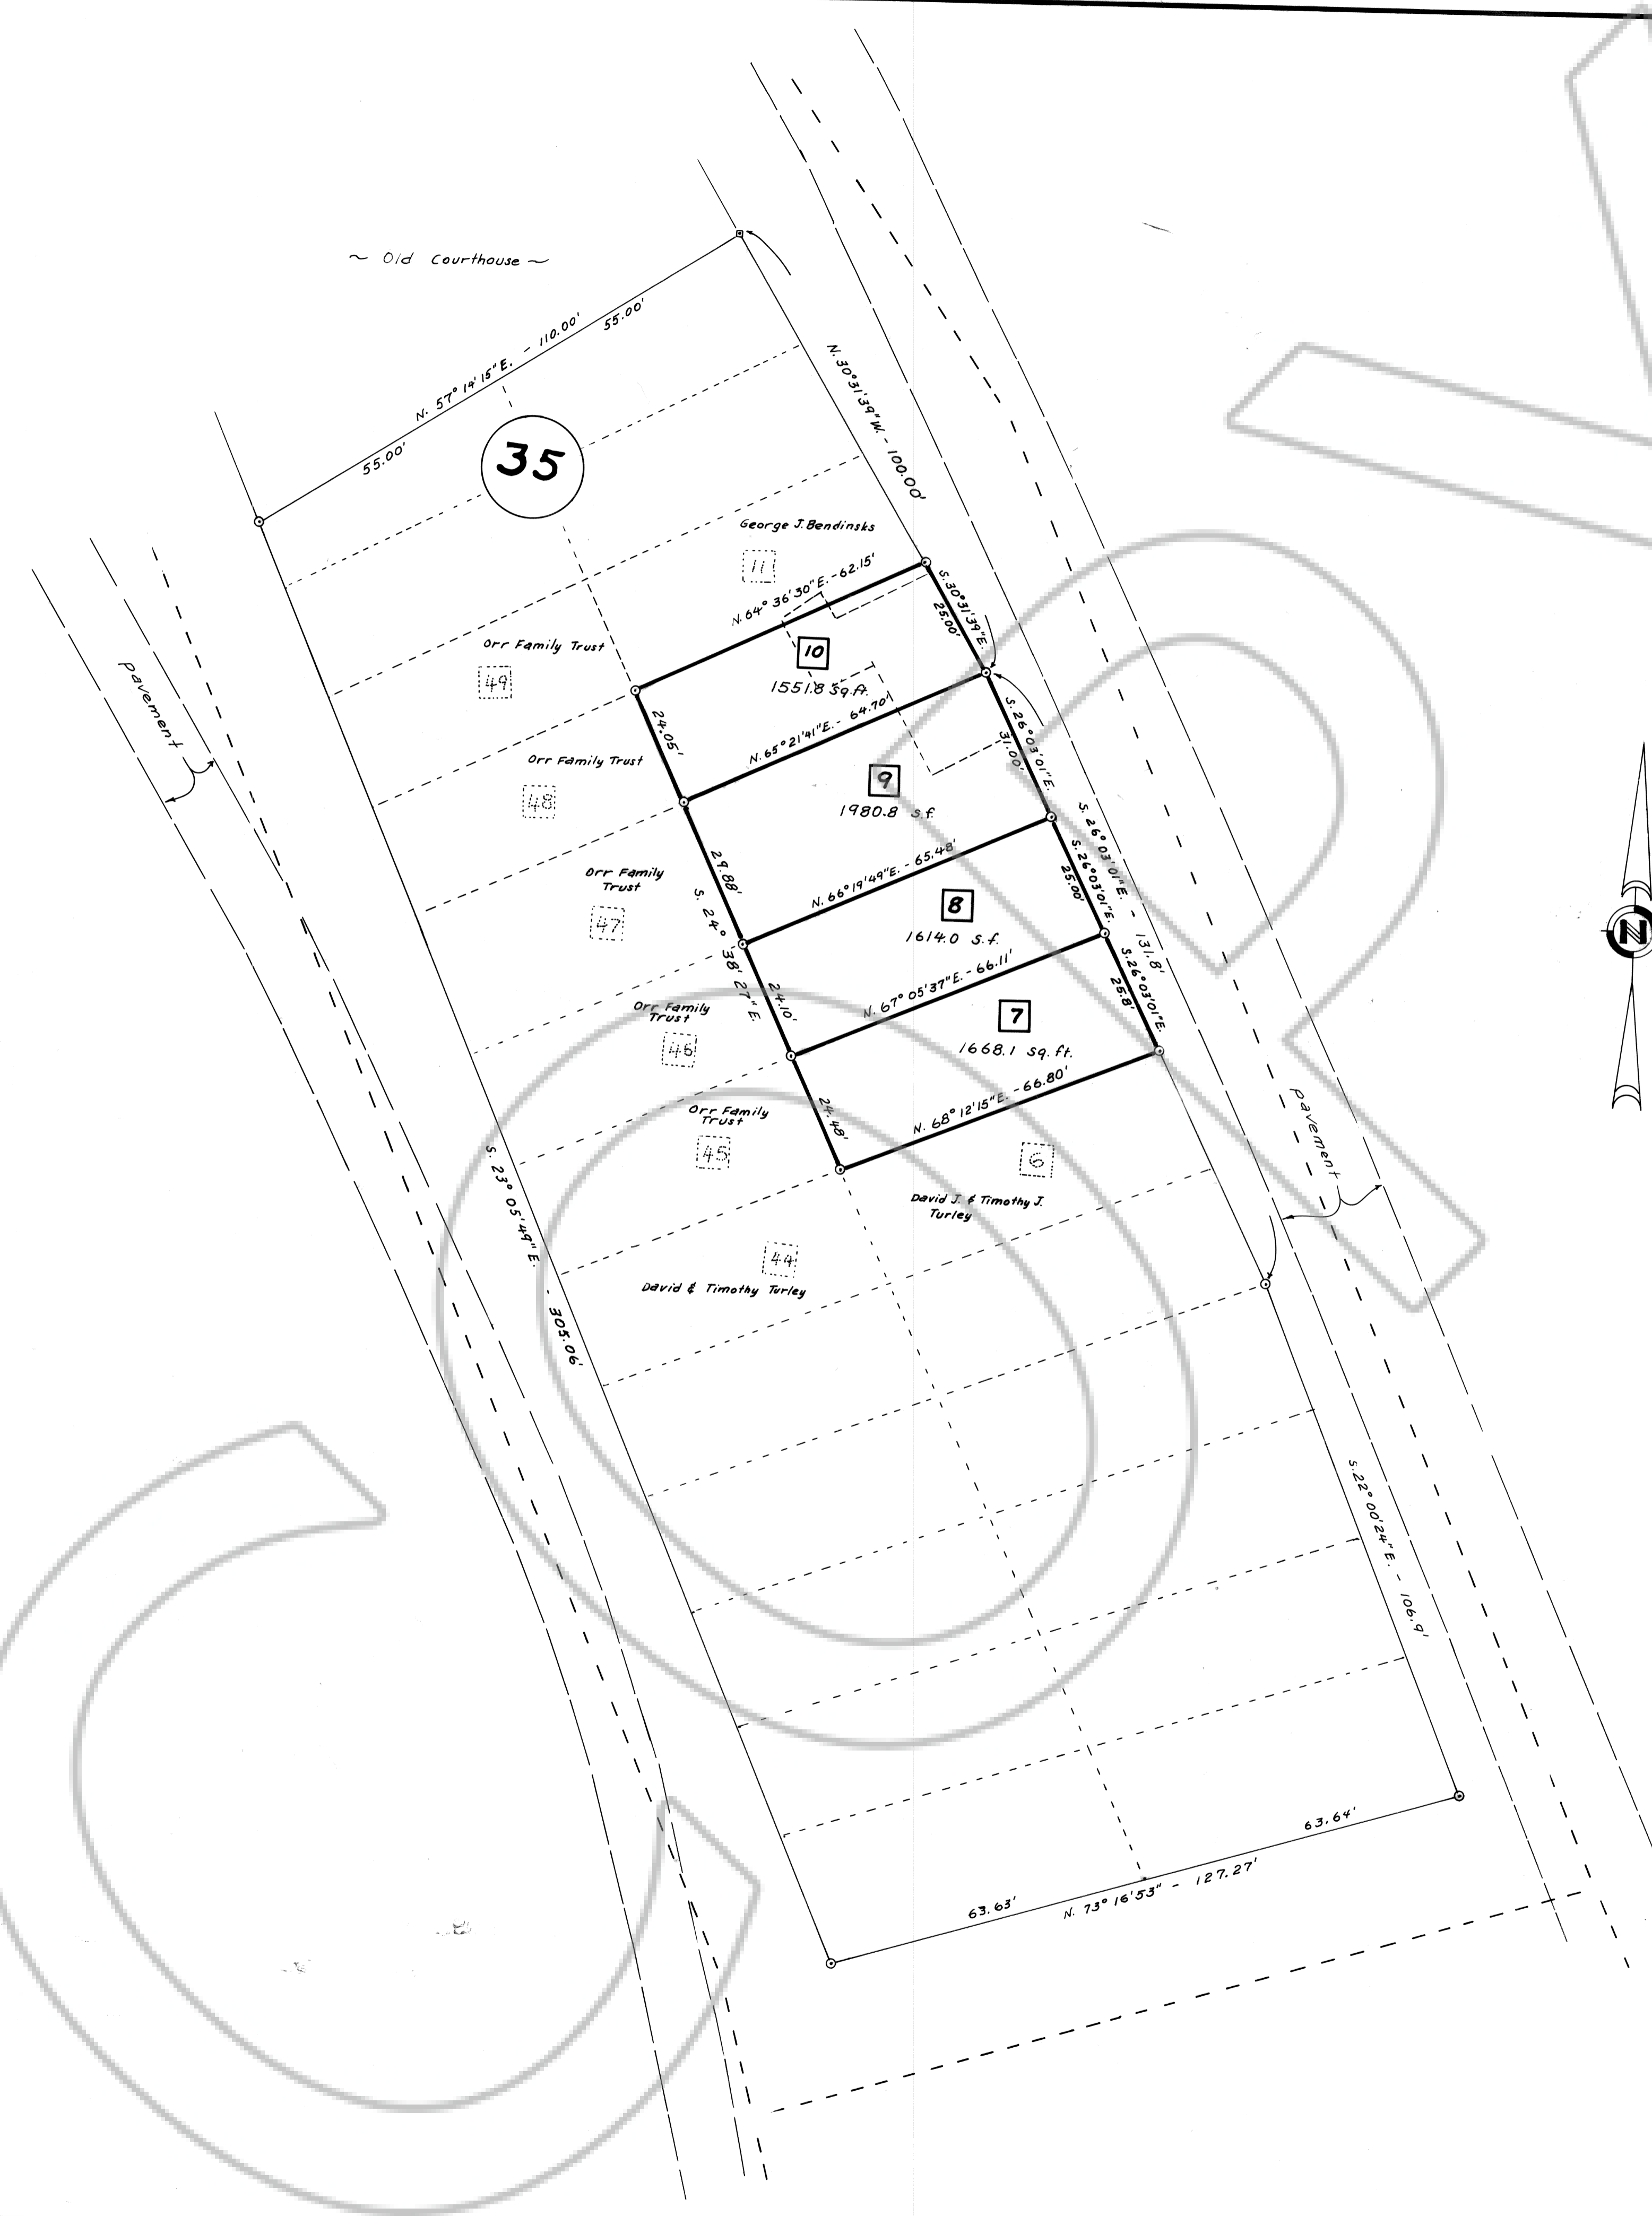 ~ Old Courthouse ~
N. 57° 14' 15" E. - 110.00'
55.00'
55.00'
35
N. 30°31'39"W. - 100.00'
George J. Bendinsks
11
N. 64° 36' 30" E. - 62.15'
S. 30°31'39"E.
25.00'
10
1551.8 Sq.ft.
Orr Family Trust
49
pavement
24.05'
N. 65° 21' 41" E. - 64.70'
S. 26°03'01"E.
31.00'
Orr Family Trust
48
9
1980.8 s.f.
29.88'
N. 66° 19' 49" E. - 65.48'
S. 26° 03' 01" E. - 131.8'
S. 26°03'01"E.
25.00'
Orr Family
Trust
47
S. 24° 38' 27" E.
8
1614.0 s.f.
24.10'
N. 67° 05' 37" E. - 66.11'
S. 26°03'01"E.
25.8'
Orr Family
Trust
46
7
1668.1 sq. ft.
24.48'
N. 68° 12' 15" E. - 66.80'
Orr Family
Trust
45
6
David J. & Timothy J.
Turley
pavement
44
David & Timothy Turley
S. 23° 05' 49" E. - 305.06'
N
S. 22° 00' 24" E. - 106.9'
63.64'
63.63'
N. 73° 16' 53" - 127.27'
COP